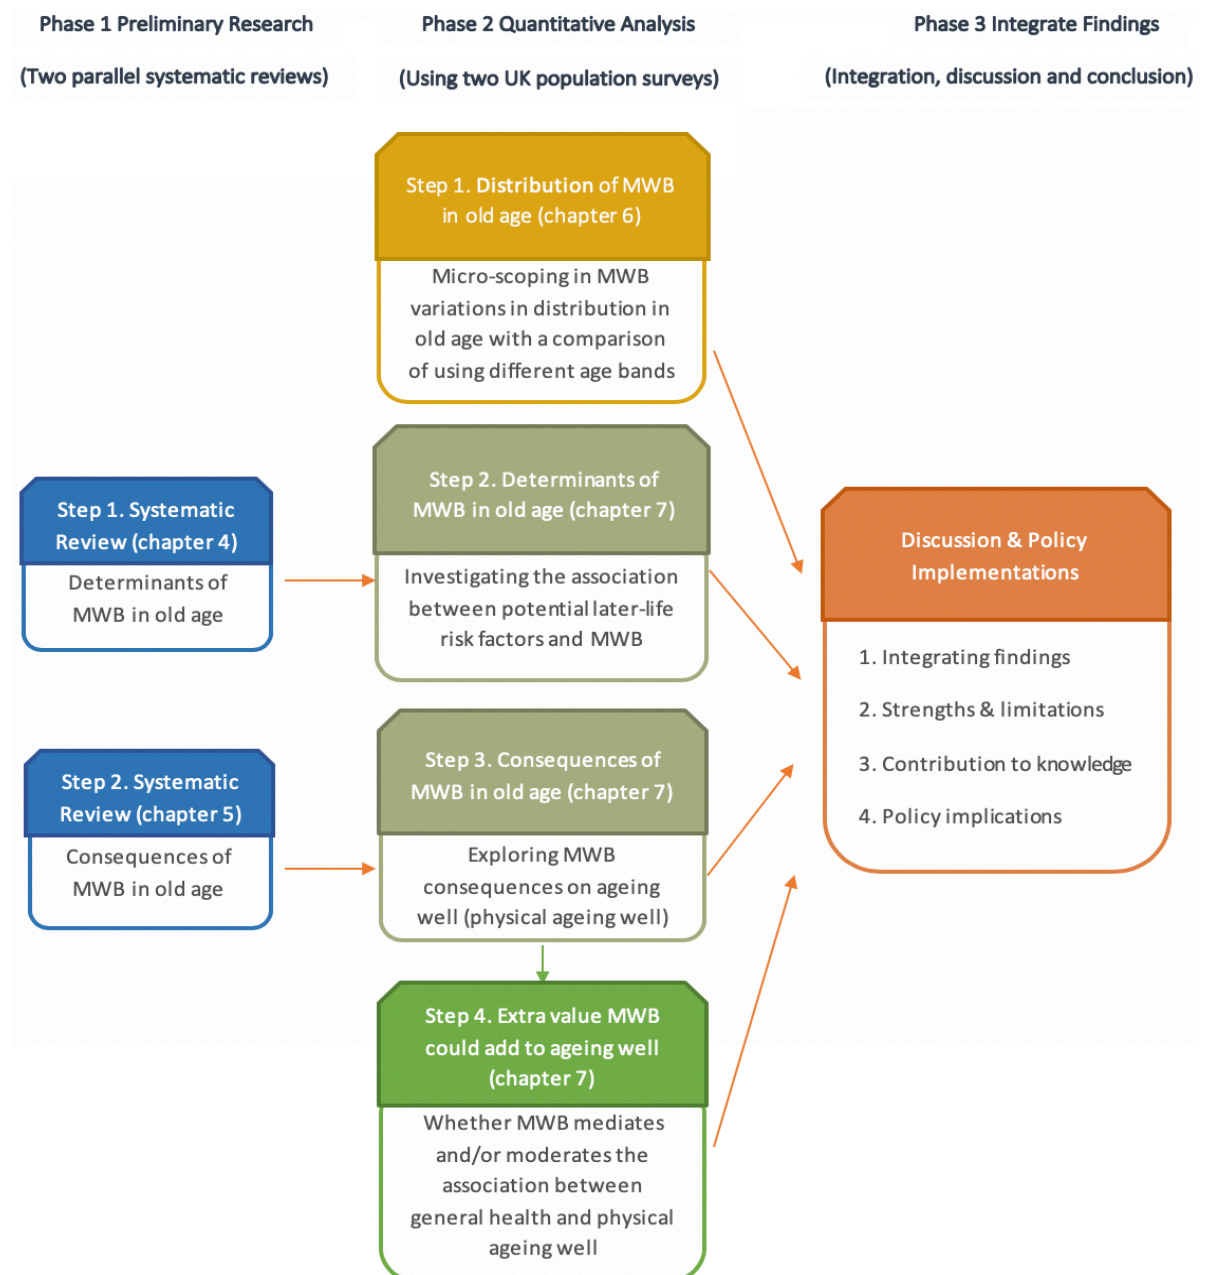 Phase 1 Preliminary Research
(Two parallel systematic reviews)
Phase 2 Quantitative Analysis
(Using two UK population surveys)
Phase 3 Integrate Findings
(Integration, discussion and conclusion)
Step 1. Systematic
Review (chapter 4)
Determinants of
MWB in old age
Step 2. Systematic
Review (chapter 5)
Consequences of
MWB in old age
Step 1. Distribution of MWB
in old age (chapter 6)
Micro-scoping in MWB
variations in distribution in
old age with a comparison
of using different age bands
Step 2. Determinants of
MWB in old age (chapter 7)
Investigating the association
between potential later-life
risk factors and MWB
Step 3. Consequences of
MWB in old age (chapter 7)
Exploring MWB
consequences on ageing
well (physical ageing well)
Step 4. Extra value MWB
could add to ageing well
(chapter 7)
Whether MWB mediates
and/or moderates the
association between
general health and physical
ageing well
Discussion & Policy
Implementations
1. Integrating findings
2. Strengths & limitations
3. Contribution to knowledge
4. Policy implications